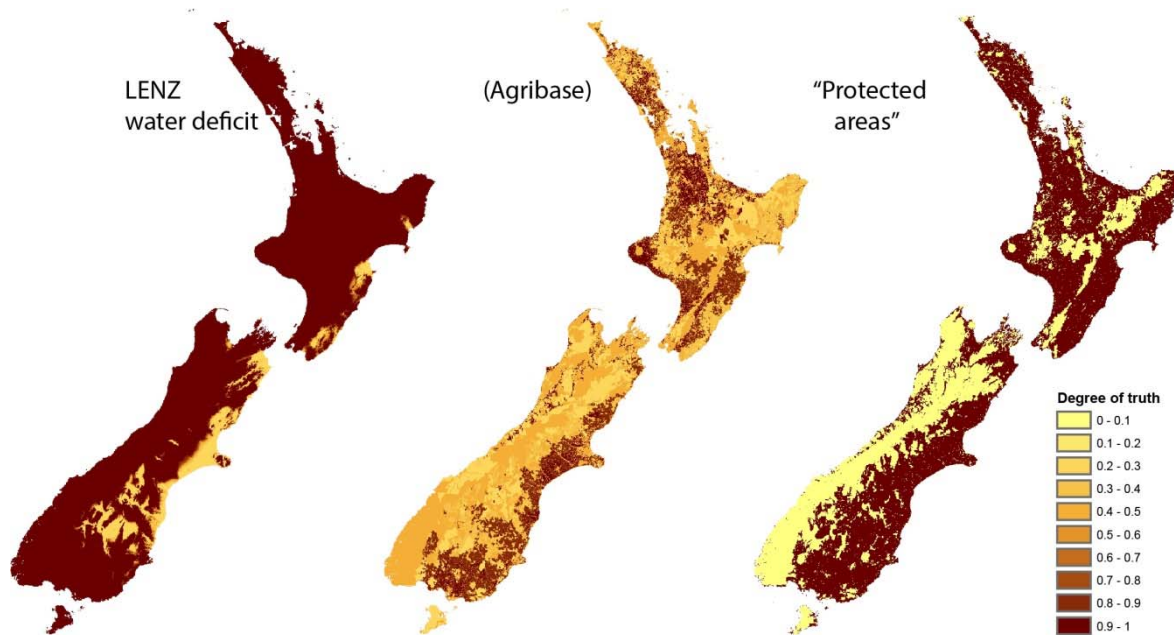 LENZ
water deficit
(Agribase)
“Protected
areas”
Degree of truth
0 - 0.1
0.1 - 0.2
0.2 - 0.3
0.3 - 0.4
0.4 - 0.5
0.5 - 0.6
0.6 - 0.7
0.7 - 0.8
0.8 - 0.9
0.9 - 1